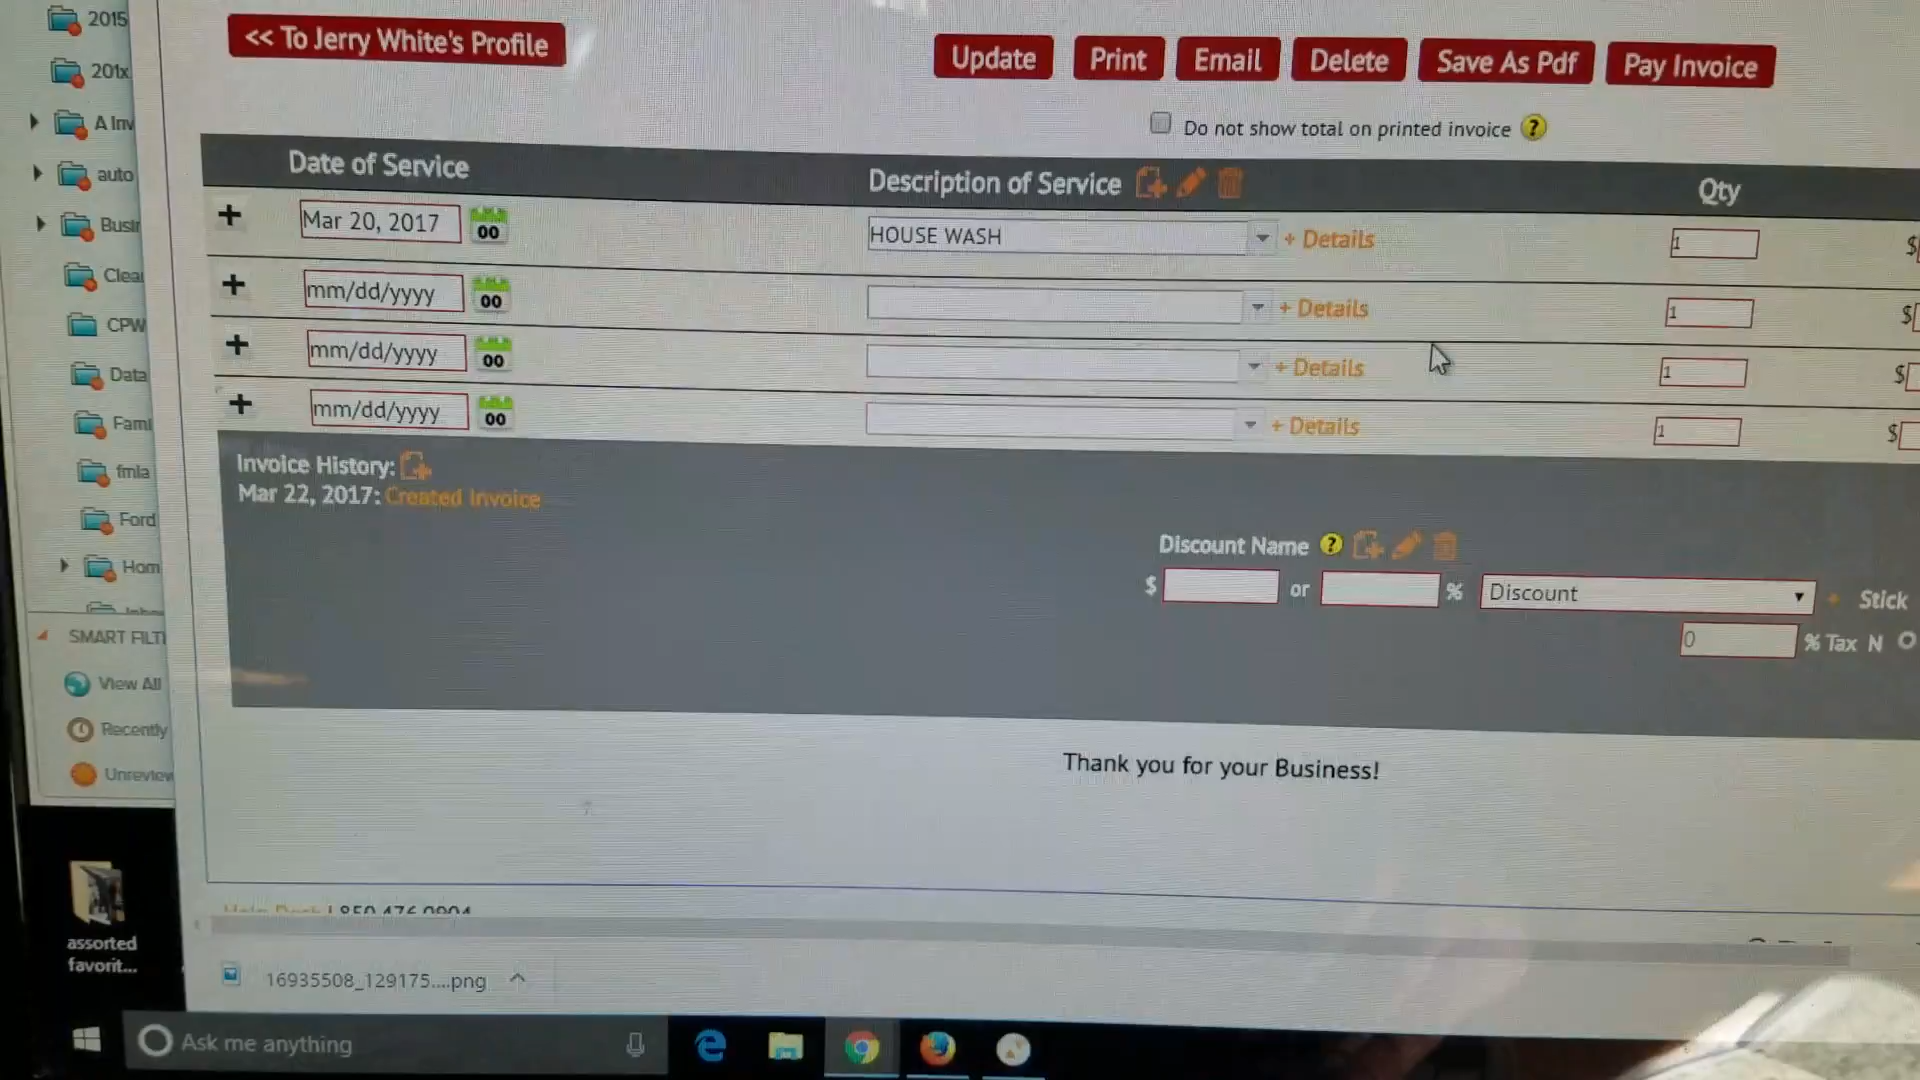 2015
201x
A Inv
auto
Busin
Clea
CPW
Data
Fami
fmla
Ford
Hom
SMART FILT
View All
Recently
Unreview
<< To Jerry White's Profile
Update Print Email Delete Save As Pdf Pay Invoice
Do not show total on printed invoice ?
Date of Service Description of Service Qty
+ Mar 20, 2017 00 HOUSE WASH + Details 1 $
+ mm/dd/yyyy 00 + Details 1 $
+ mm/dd/yyyy 00 + Details 1 $
+ mm/dd/yyyy 00 + Details 1 $
Invoice History:
Mar 22, 2017: Created Invoice
Discount Name ?
$ or % Discount Stick
0 % Tax N
Thank you for your Business!
assorted
favorit...
16935508_129175....png
Ask me anything